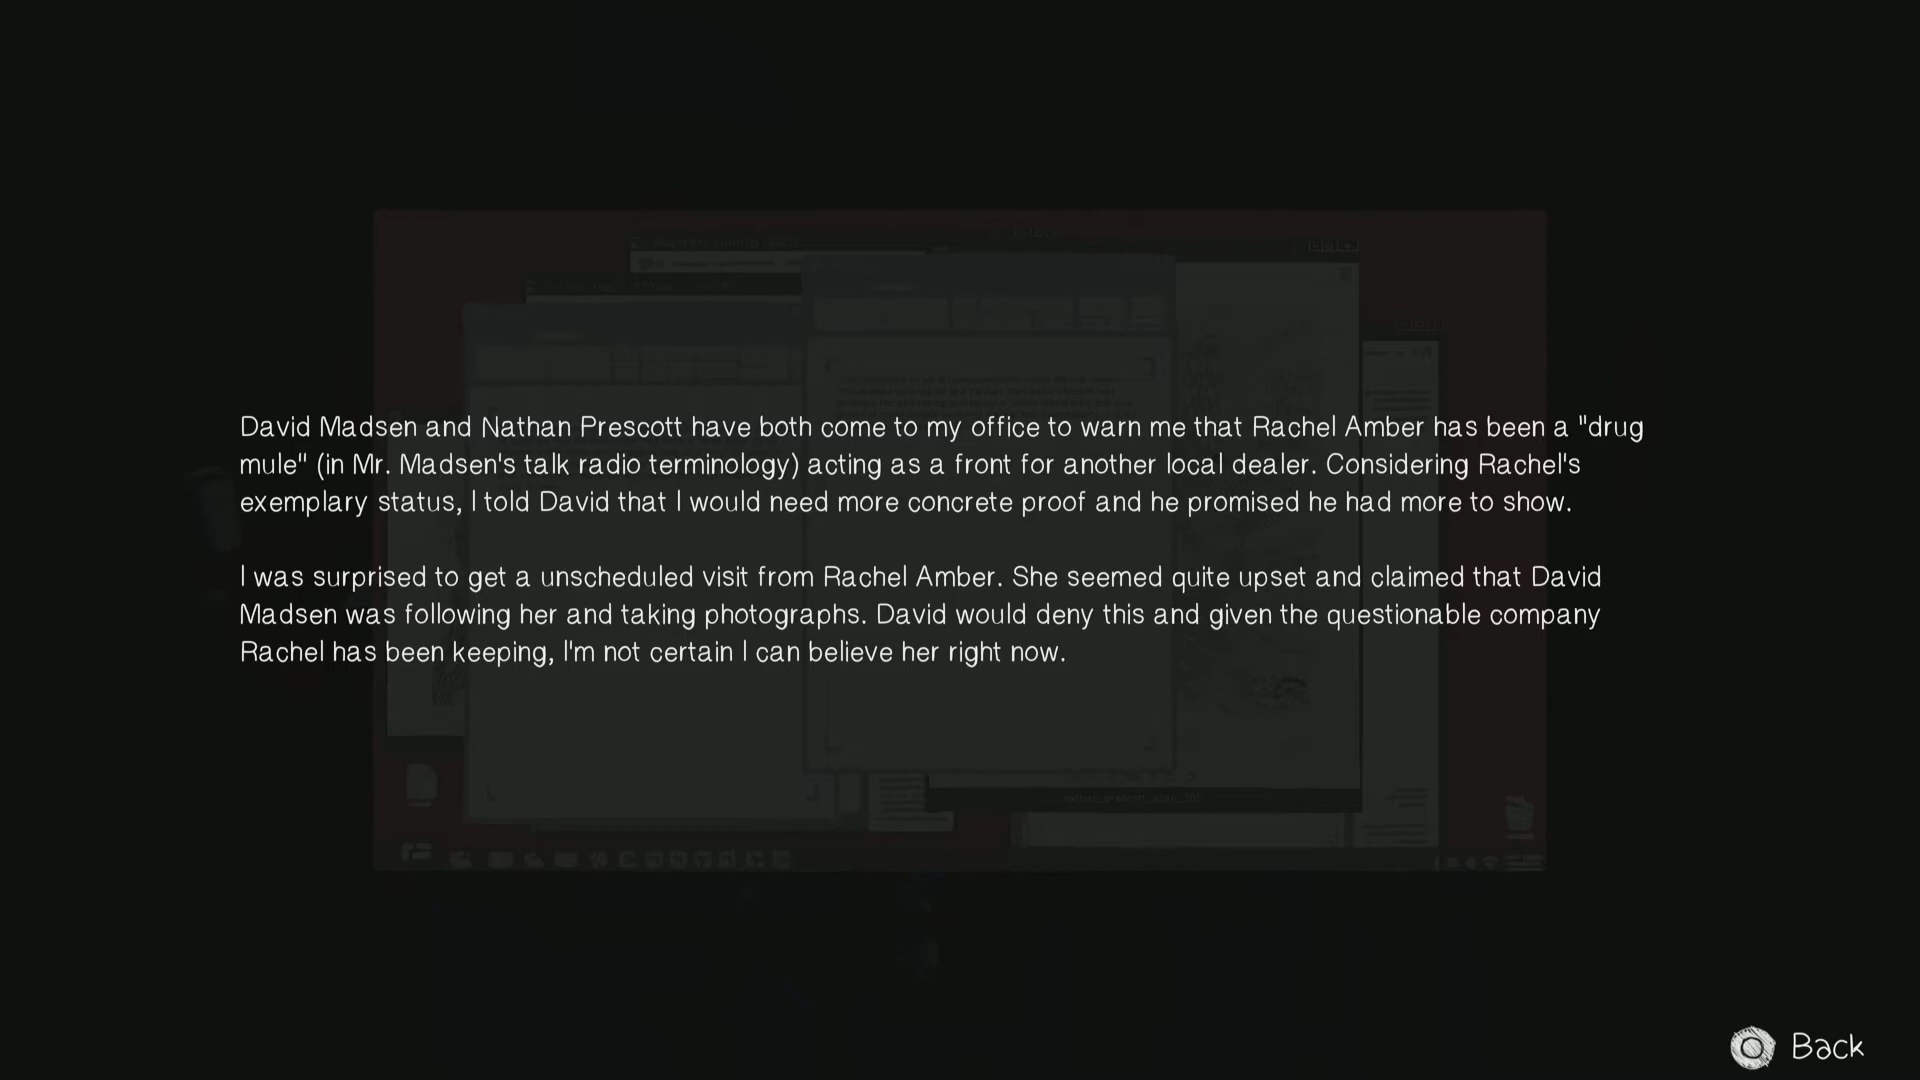 David Madsen and Nathan Prescott have both come to my office to warn me that Rachel Amber has been a "drug
mule" (in Mr. Madsen's talk radio terminology) acting as a front for another local dealer. Considering Rachel's
exemplary status, I told David that I would need more concrete proof and he promised he had more to show.
I was surprised to get a unscheduled visit from Rachel Amber. She seemed quite upset and claimed that David
Madsen was following her and taking photographs. David would deny this and given the questionable company
Rachel has been keeping, I'm not certain I can believe her right now.
Back